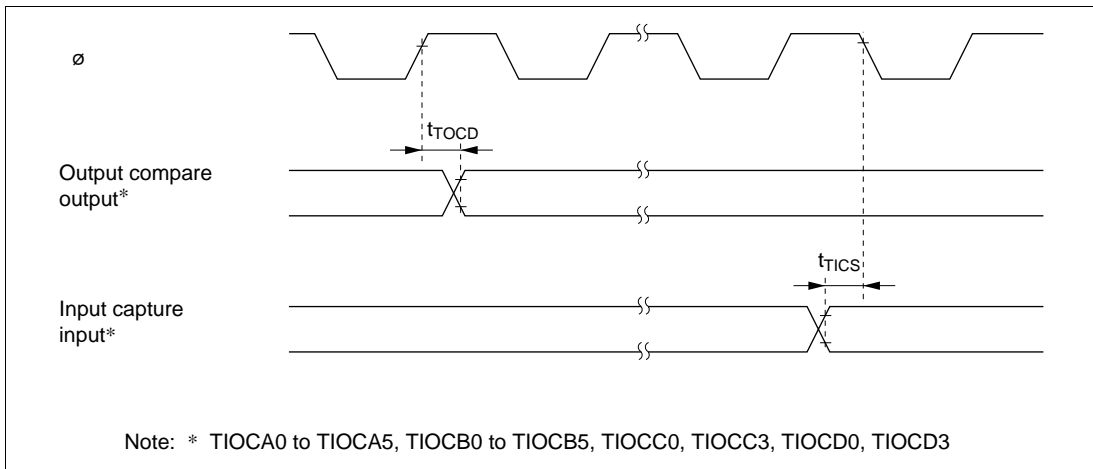 ø
tTOCD
Output compare
output*
tTICS
Input capture
input*
Note: * TIOCA0 to TIOCA5, TIOCB0 to TIOCB5, TIOCC0, TIOCC3, TIOCD0, TIOCD3